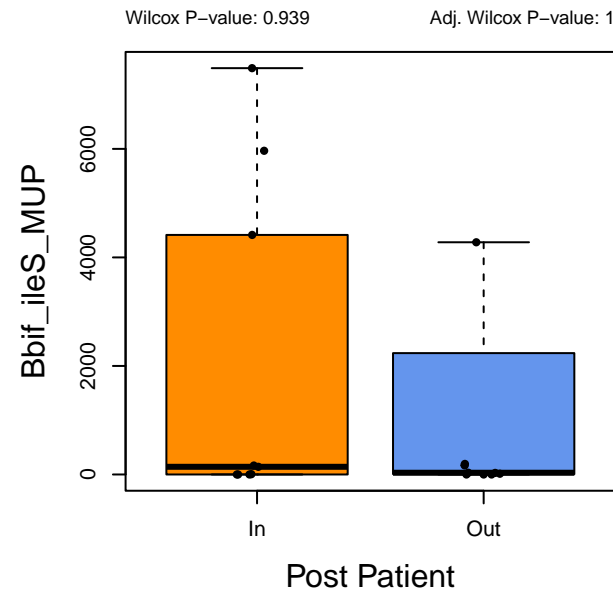 Wilcox P−value: 0.939
Adj. Wilcox P−value: 1
Bbif_ileS_MUP
6000
4000
2000
0
In
Out
Post Patient